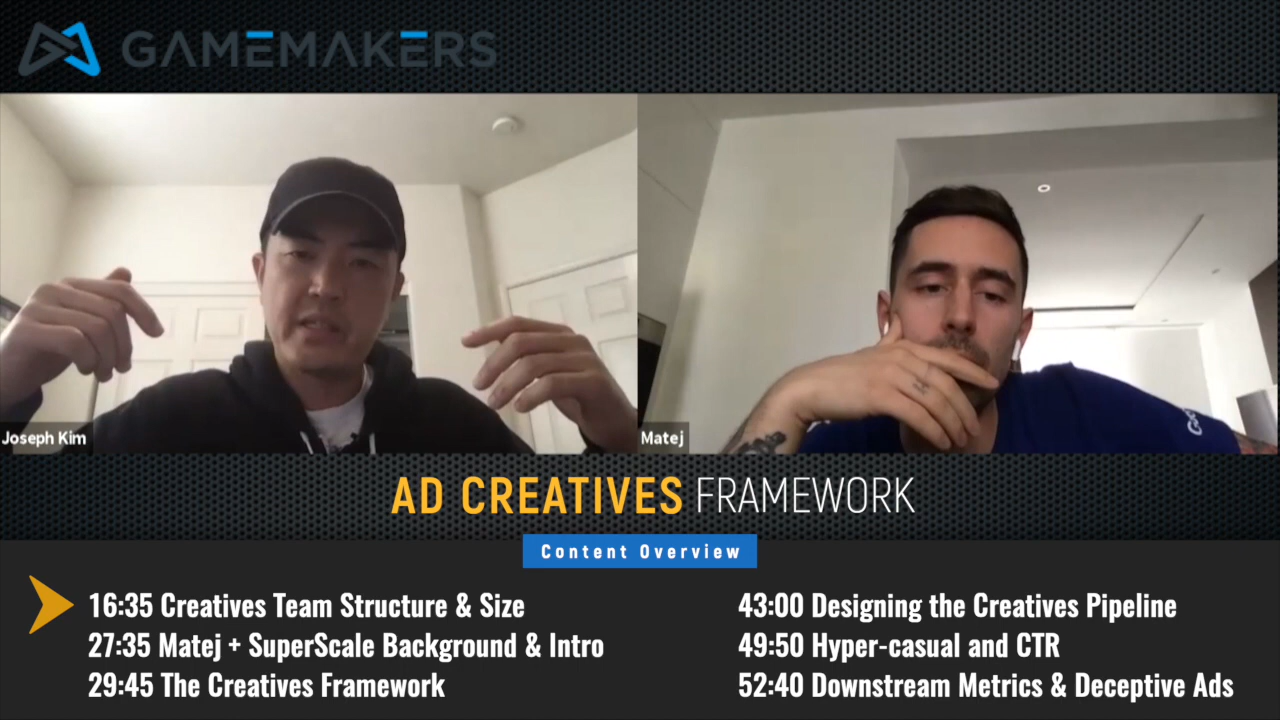 GAMEMAKERS
Joseph Kim
Matej
AD CREATIVES FRAMEWORK
Content Overview
16:35 Creatives Team Structure & Size
27:35 Matej + SuperScale Background & Intro
29:45 The Creatives Framework
43:00 Designing the Creatives Pipeline
49:50 Hyper-casual and CTR
52:40 Downstream Metrics & Deceptive Ads